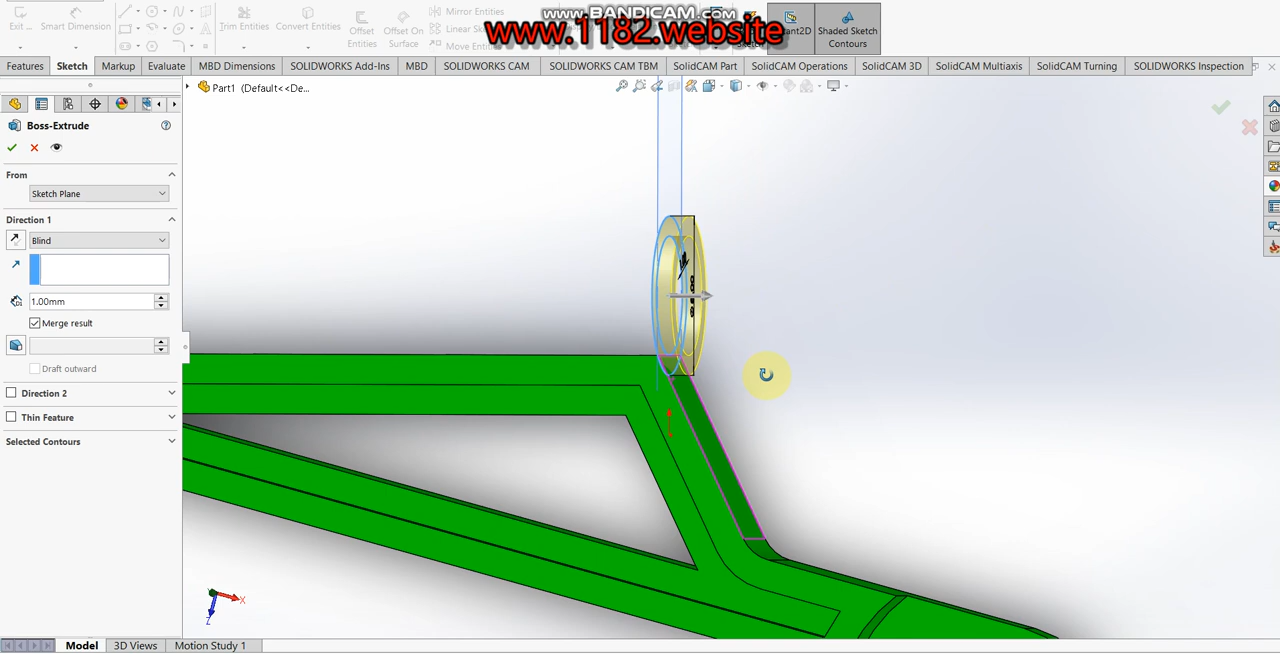 www.BANDICAM.com
www.1182.website
Exit ...
Smart Dimension
Trim Entities
Convert Entities
Offset Entities
Offset On Surface
Mirror Entities
Linear Sk
Move Entit
Instant2D
Shaded Sketch Contours
Features
Sketch
Markup
Evaluate
MBD Dimensions
SOLIDWORKS Add-Ins
MBD
SOLIDWORKS CAM
SOLIDWORKS CAM TBM
SolidCAM Part
SolidCAM Operations
SolidCAM 3D
SolidCAM Multiaxis
SolidCAM Turning
SOLIDWORKS Inspection
Part1 (Default<<De...
Boss-Extrude
From
Sketch Plane
Direction 1
Blind
1.00mm
Merge result
Draft outward
Direction 2
Thin Feature
Selected Contours
X
Z
Model
3D Views
Motion Study 1